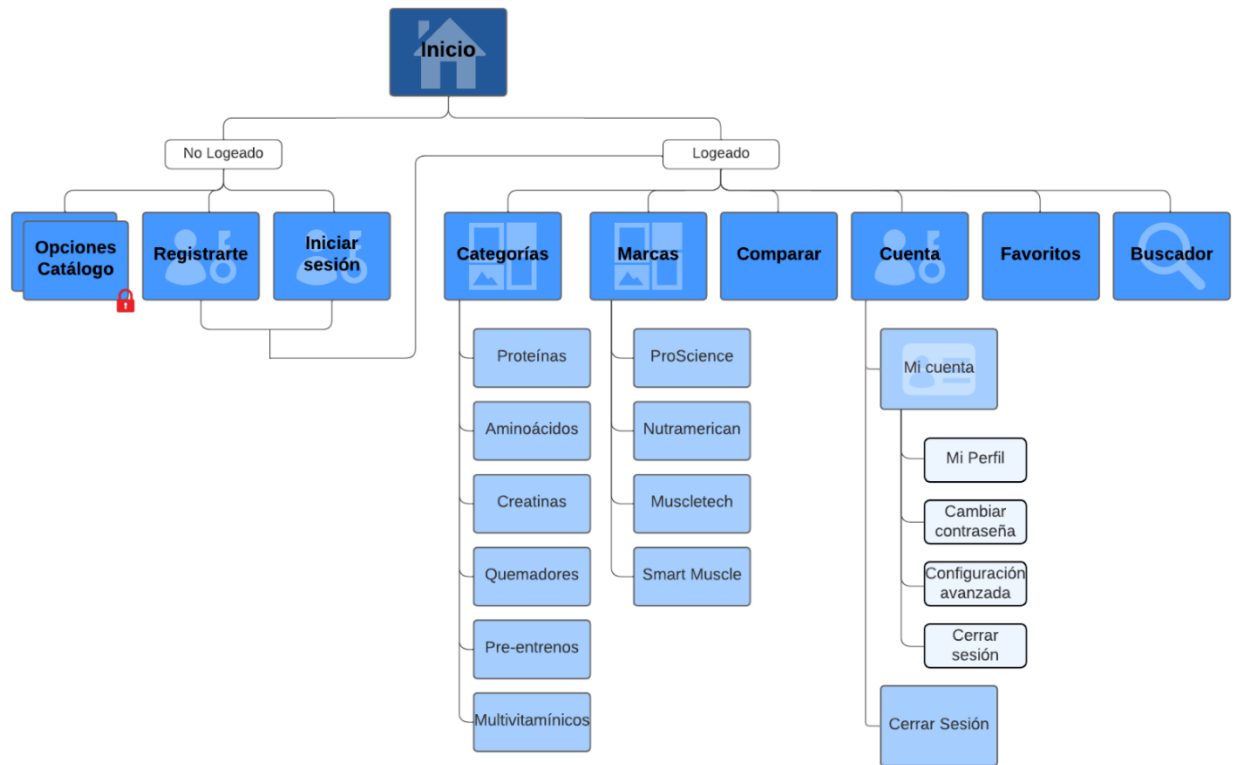 Inicio
No Logeado
Logeado
Opciones
Catálogo
Registrarte
Iniciar
sesión
Categorías
Marcas
Comparar
Cuenta
Favoritos
Buscador
Proteínas
Aminoácidos
Creatinas
Quemadores
Pre-entrenos
Multivitamínicos
ProScience
Nutramerican
Muscletech
Smart Muscle
Mi cuenta
Mi Perfil
Cambiar
contraseña
Configuración
avanzada
Cerrar
sesión
Cerrar Sesión